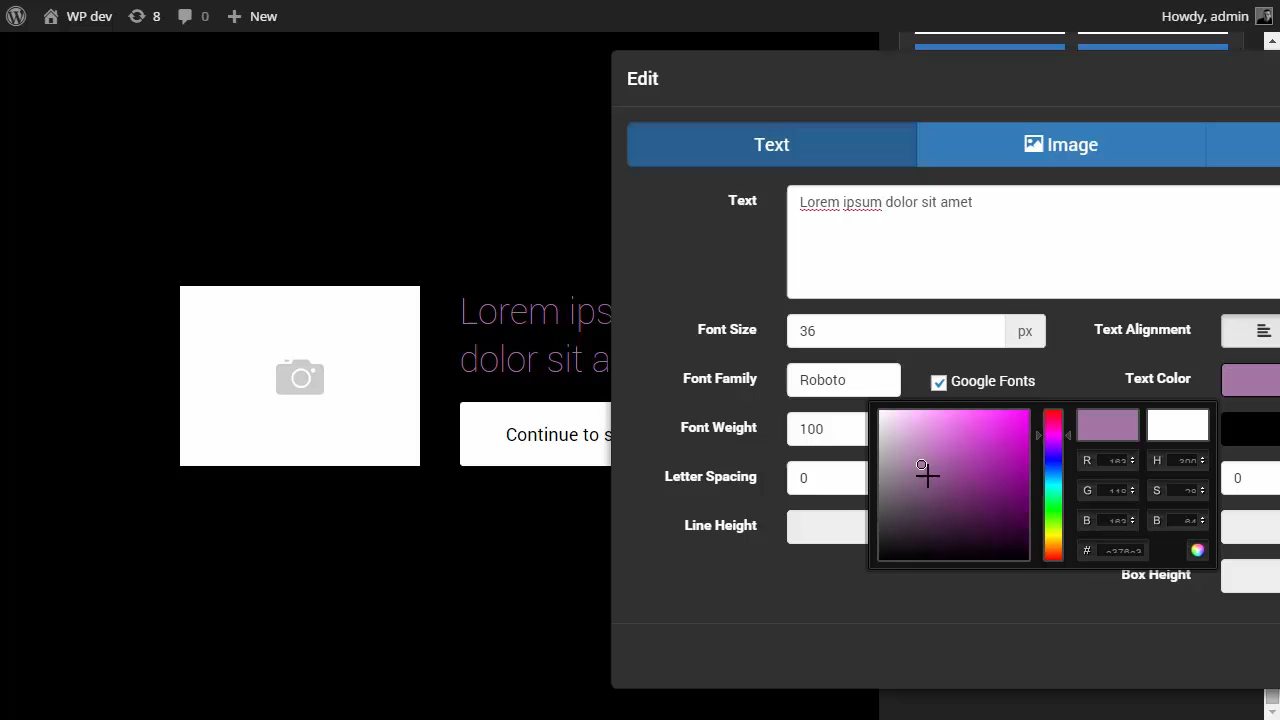 WP dev 8 0 New Howdy, admin
Edit
Text Image
Text Lorem ipsum dolor sit amet
Lorem ips
dolor sit a
Continue to s
Font Size 36 px Text Alignment
Font Family Roboto Google Fonts Text Color
Font Weight 100
Letter Spacing 0 0
Line Height
Box Height
R H
G S
B B
#